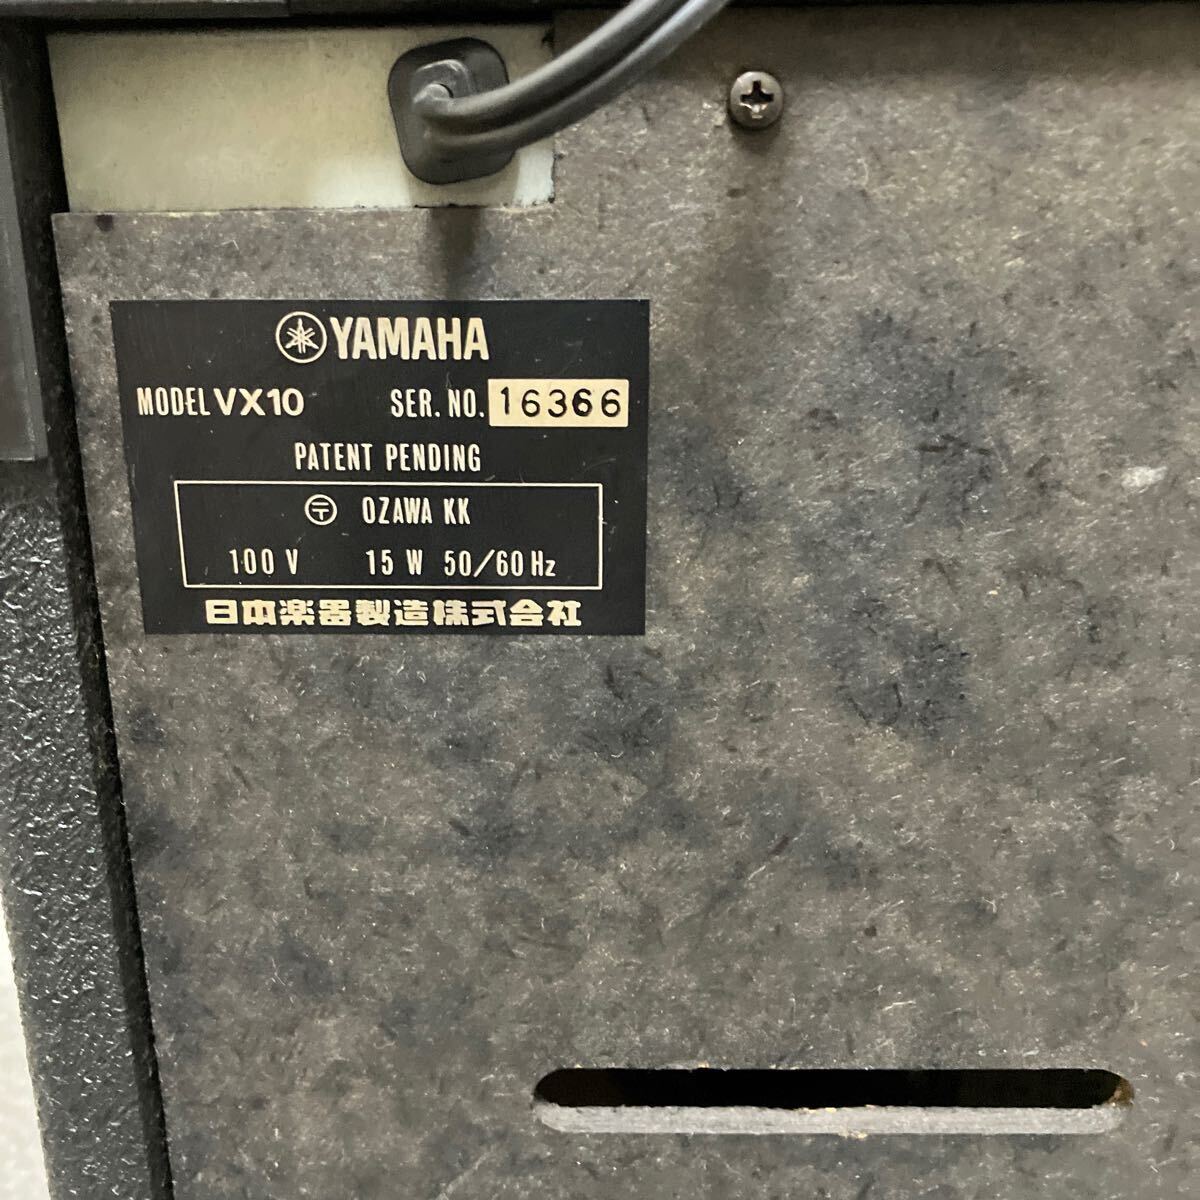 YAMAHA
MODEL VX10 SER. NO. 16366
PATENT PENDING
〶 OZAWA KK
100 V 15 W 50/60 Hz
日本楽器製造株式会社